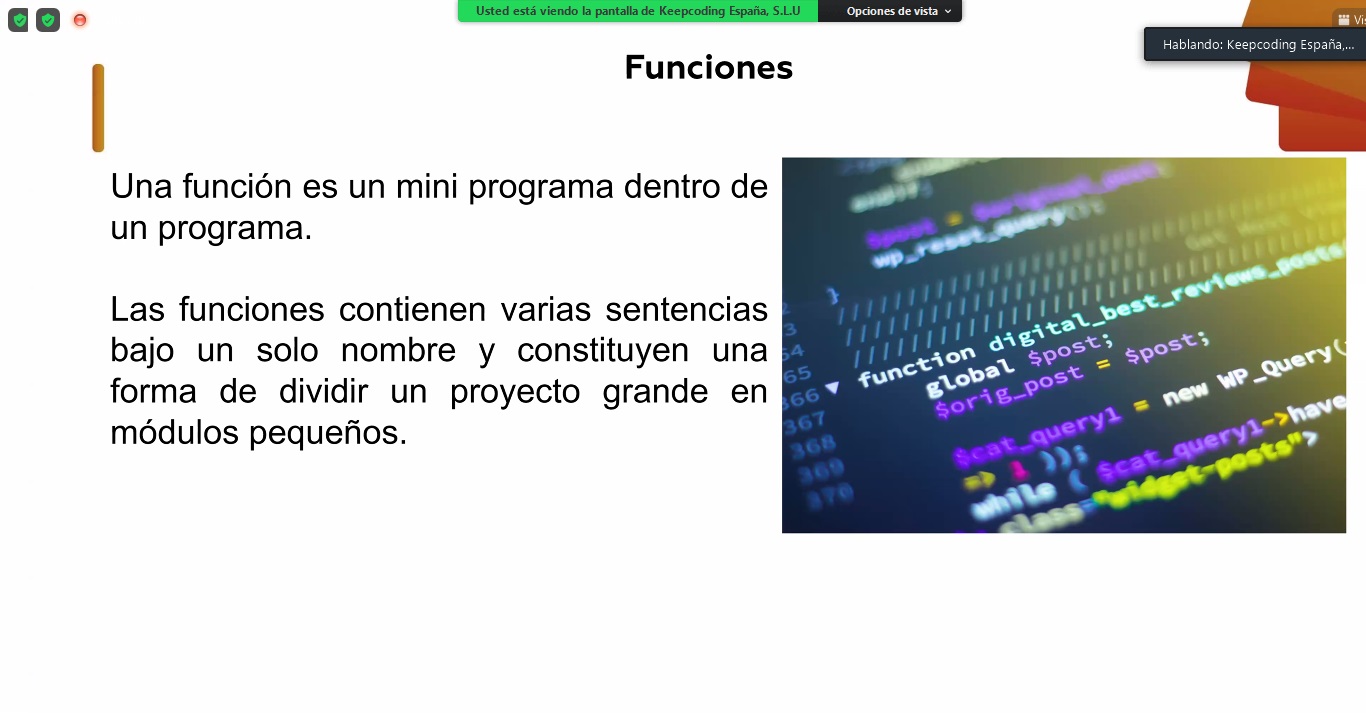 Usted está viendo la pantalla de Keepcoding España, S.L.U
Opciones de vista
Hablando: Keepcoding España,...
Funciones
Una función es un mini programa dentro de
un programa.
Las funciones contienen varias sentencias
bajo un solo nombre y constituyen una
forma de dividir un proyecto grande en
módulos pequeños.
$post = $original_post;
wp_reset_query();
}
function digital_best_reviews_posts
global $post;
$orig_post = $post;
$cat_query1 = new WP_Query(
=> 1 ));
while ( $cat_query1->have
class="widget-posts">
366
367
368
369
370